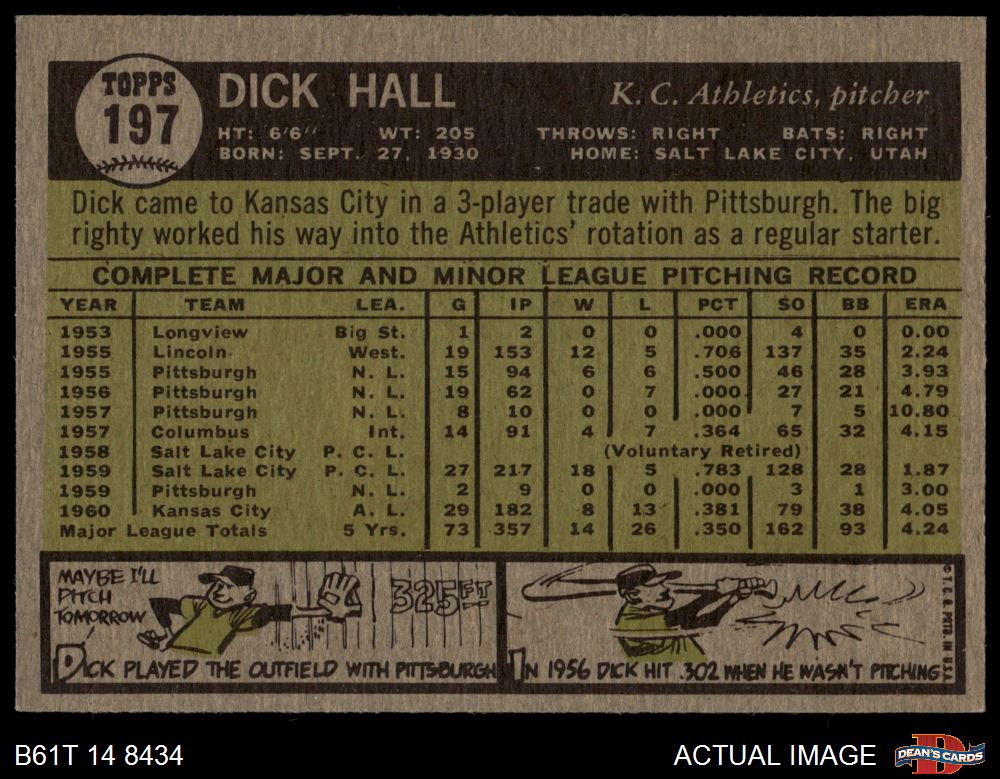 TOPPS
197
DICK HALL
K. C. Athletics, pitcher
HT: 6'6" WT: 205 THROWS: RIGHT BATS: RIGHT
BORN: SEPT. 27, 1930 HOME: SALT LAKE CITY, UTAH
Dick came to Kansas City in a 3-player trade with Pittsburgh. The big
righty worked his way into the Athletics' rotation as a regular starter.
COMPLETE MAJOR AND MINOR LEAGUE PITCHING RECORD
YEAR TEAM LEA. G IP W L PCT SO BB ERA
1953 Longview Big St. 1 2 0 0 .000 4 0 0.00
1955 Lincoln West. 19 153 12 5 .706 137 35 2.24
1955 Pittsburgh N. L. 15 94 6 6 .500 46 28 3.93
1956 Pittsburgh N. L. 19 62 0 7 .000 27 21 4.79
1957 Pittsburgh N. L. 8 10 0 0 .000 7 5 10.80
1957 Columbus Int. 14 91 4 7 .364 65 32 4.15
1958 Salt Lake City P. C. L. (Voluntary Retired)
1959 Salt Lake City P. C. L. 27 217 18 5 .783 128 28 1.87
1959 Pittsburgh N. L. 2 9 0 0 .000 3 1 3.00
1960 Kansas City A. L. 29 182 8 13 .381 79 38 4.05
Major League Totals 5 Yrs. 73 357 14 26 .350 162 93 4.24
MAYBE I'LL
PITCH
TOMORROW
325 FT
DICK PLAYED THE OUTFIELD WITH PITTSBURGH
IN 1956 DICK HIT .302 WHEN HE WASN'T PITCHING
© T. C. G. PRTD. IN U.S.A.
B61T 14 8434
ACTUAL IMAGE
DEAN'S CARDS